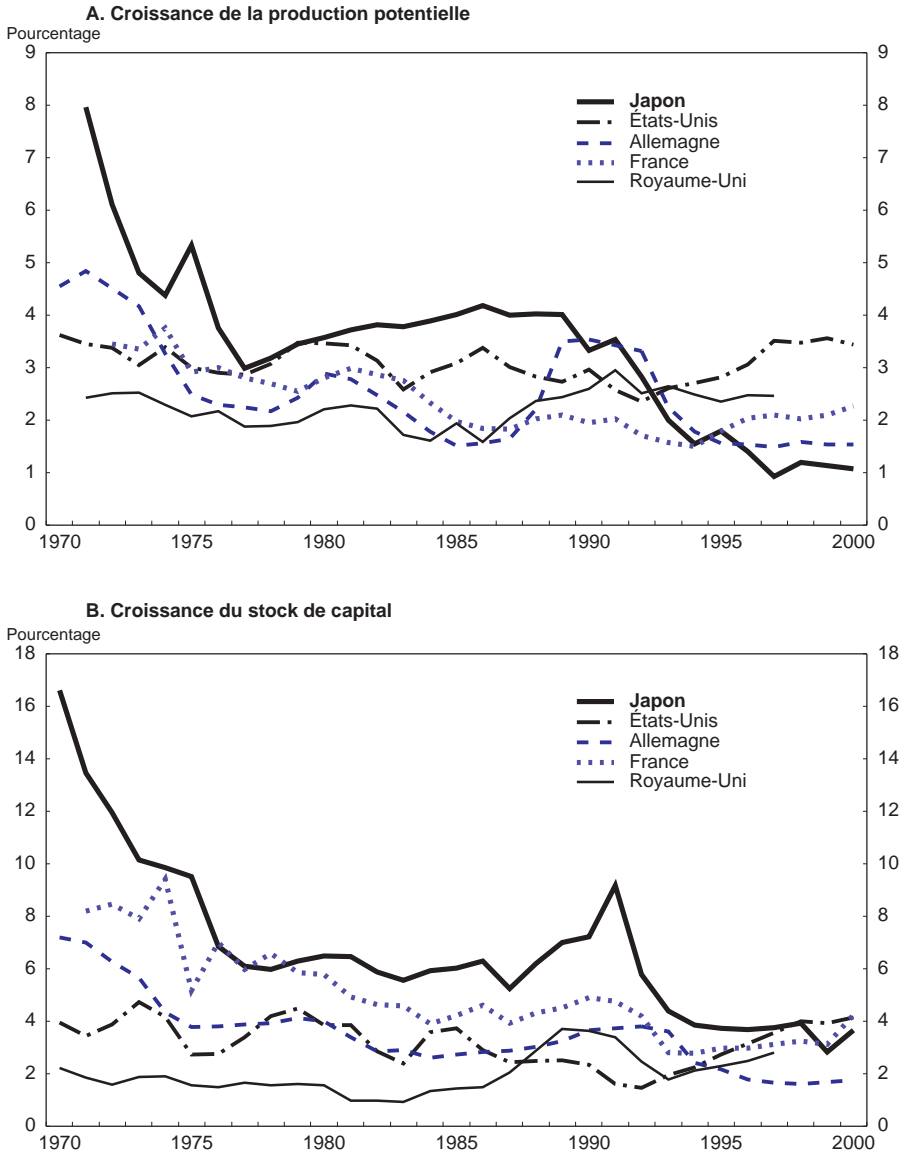 A. Croissance de la production potentielle
Pourcentage
9 9
Japon
8 8
États-Unis
Allemagne
7 7
France
Royaume-Uni
6 6
5 5
4 4
3 3
2 2
1 1
0 0
1970 1975 1980 1985 1990 1995 2000
B. Croissance du stock de capital
Pourcentage
18 18
Japon
16 16
États-Unis
Allemagne
14 14
France
Royaume-Uni
12 12
10 10
8 8
6 6
4 4
2 2
0 0
1970 1975 1980 1985 1990 1995 2000